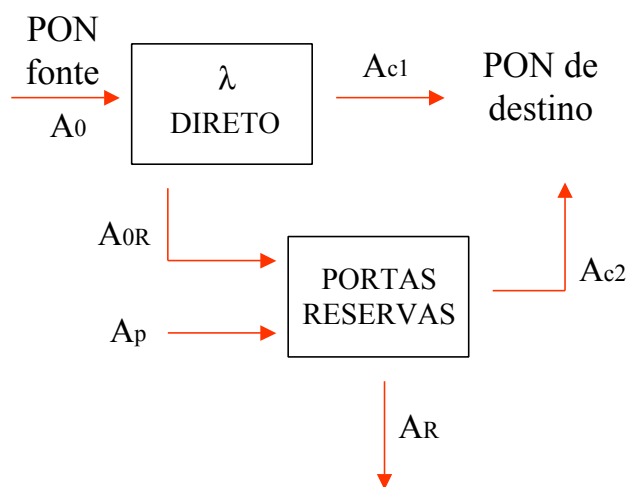 PON
fonte
A0
λ
DIRETO
Ac1
PON de
destino
A0R
Ap
PORTAS
RESERVAS
Ac2
AR